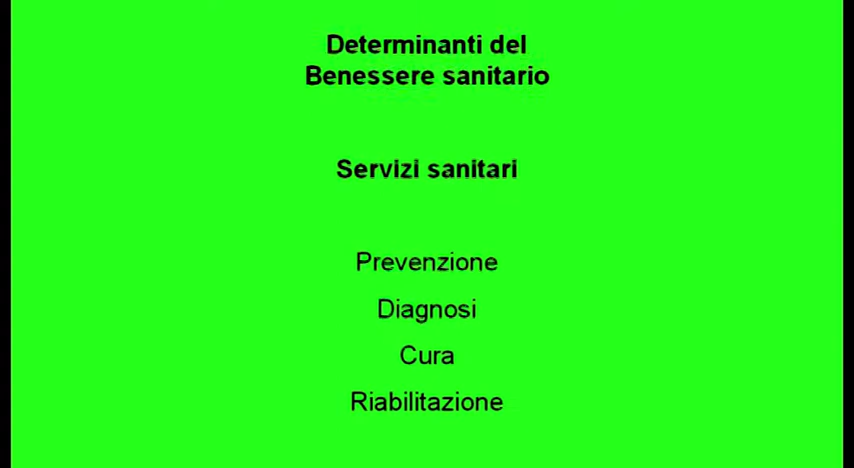 Determinanti del
Benessere sanitario
Servizi sanitari
Prevenzione
Diagnosi
Cura
Riabilitazione